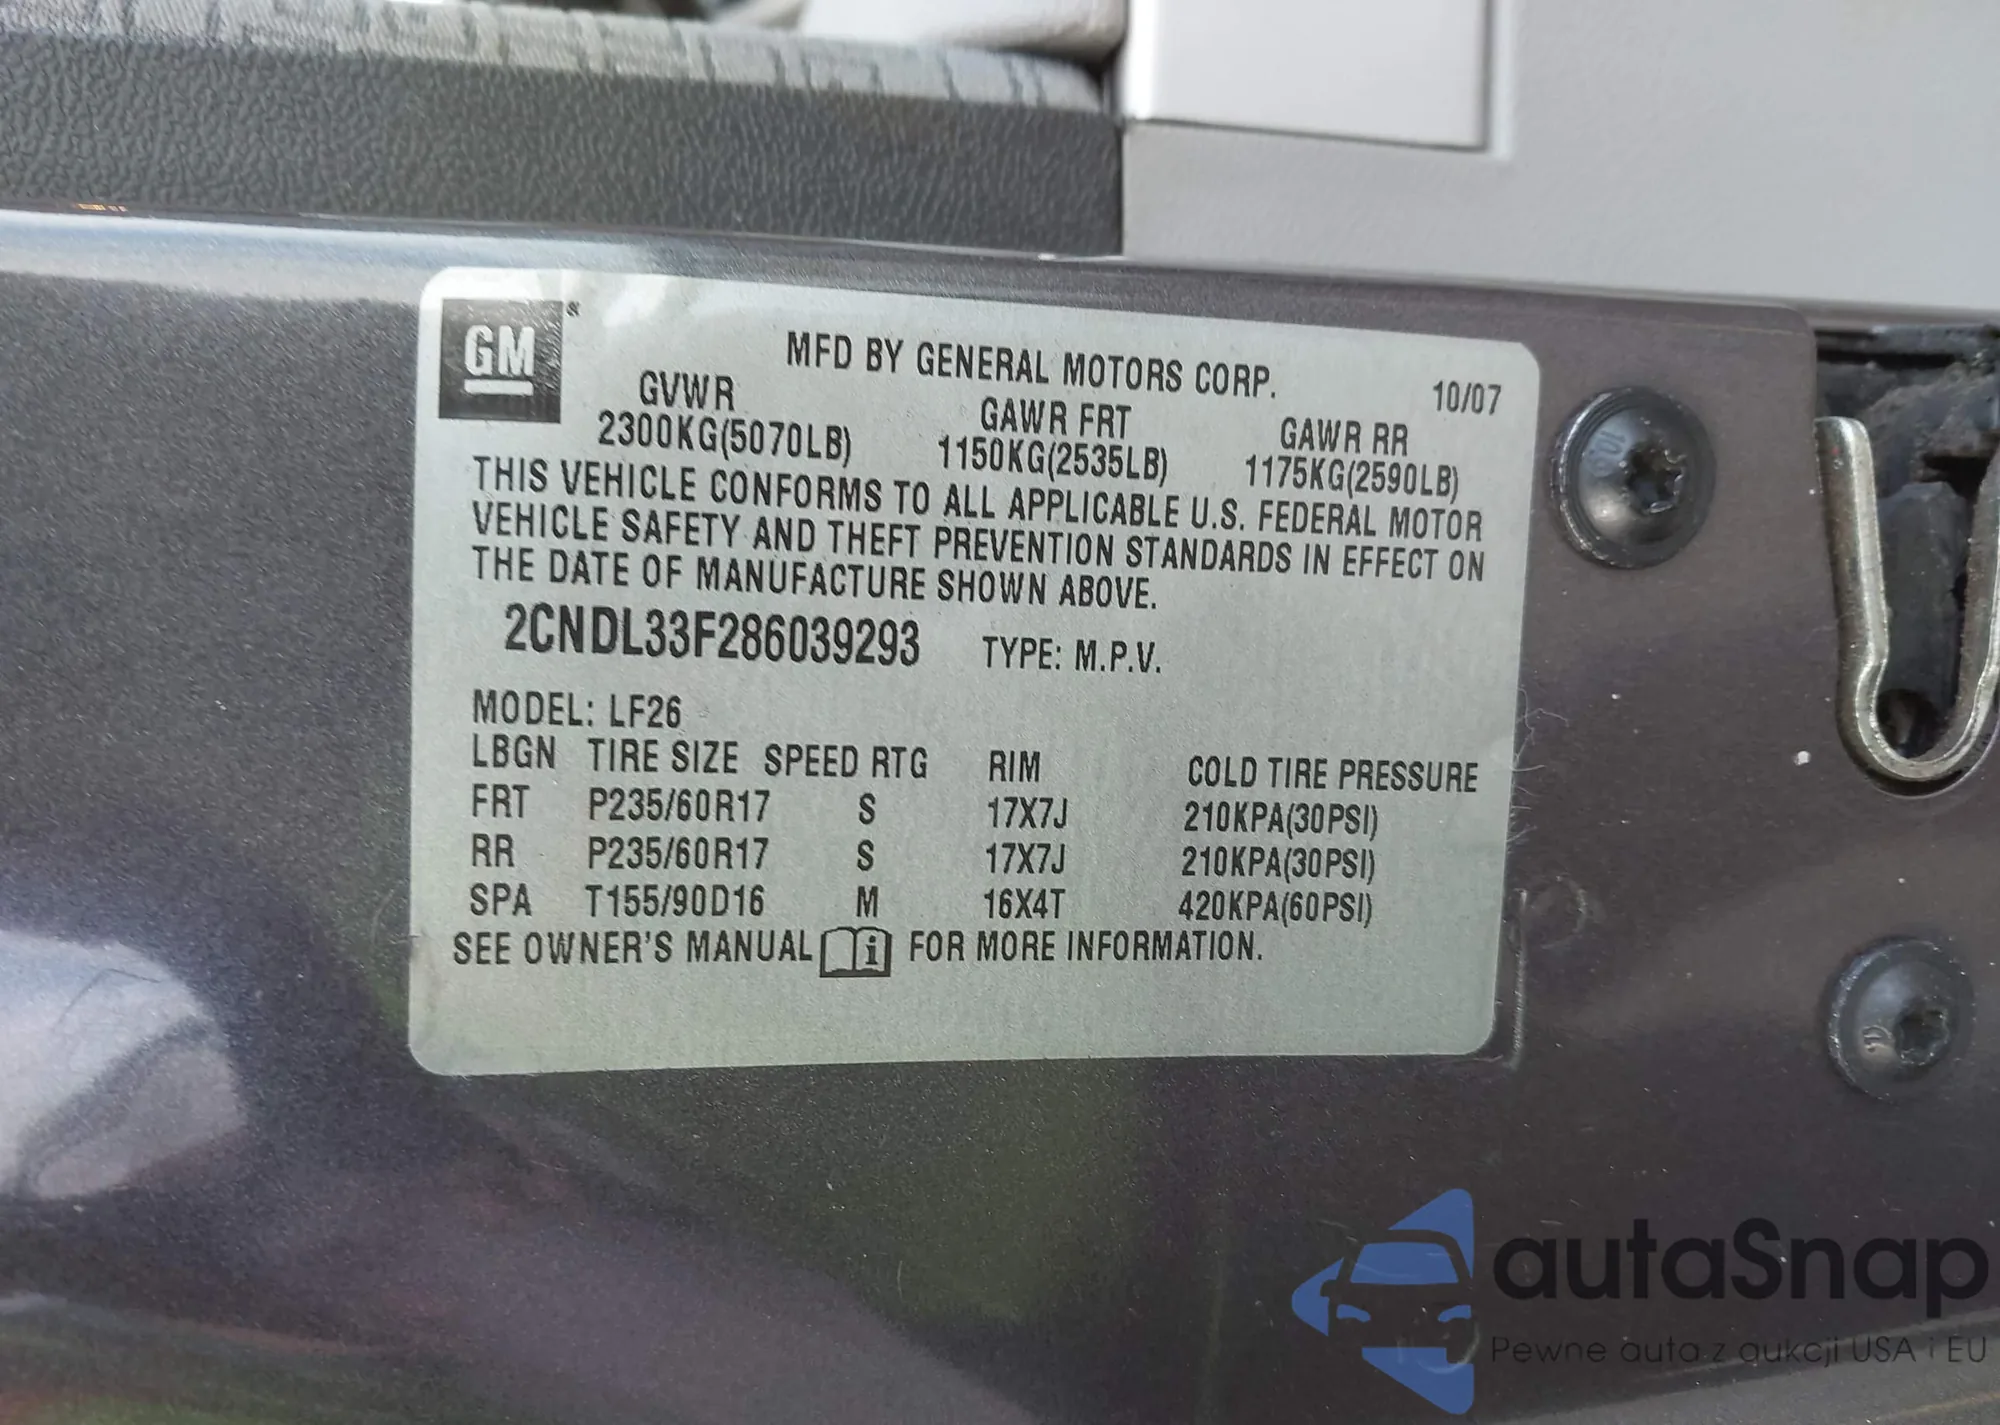 GM
MFD BY GENERAL MOTORS CORP.
10/07
GVWR GAWR FRT GAWR RR
2300KG(5070LB) 1150KG(2535LB) 1175KG(2590LB)
THIS VEHICLE CONFORMS TO ALL APPLICABLE U.S. FEDERAL MOTOR
VEHICLE SAFETY AND THEFT PREVENTION STANDARDS IN EFFECT ON
THE DATE OF MANUFACTURE SHOWN ABOVE.
2CNDL33F286039293 TYPE: M.P.V.
MODEL: LF26
LBGN TIRE SIZE SPEED RTG RIM COLD TIRE PRESSURE
FRT P235/60R17 S 17X7J 210KPA(30PSI)
RR P235/60R17 S 17X7J 210KPA(30PSI)
SPA T155/90D16 M 16X4T 420KPA(60PSI)
SEE OWNER'S MANUAL i FOR MORE INFORMATION.
autaSnap
Pewne auta z aukcji USA i EU